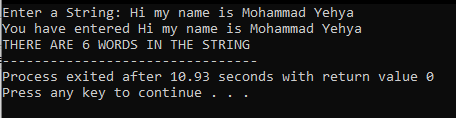 Enter a String: Hi my name is Mohammad Yehya
You have entered Hi my name is Mohammad Yehya
THERE ARE 6 WORDS IN THE STRING
--------------------------------
Process exited after 10.93 seconds with return value 0
Press any key to continue . . .